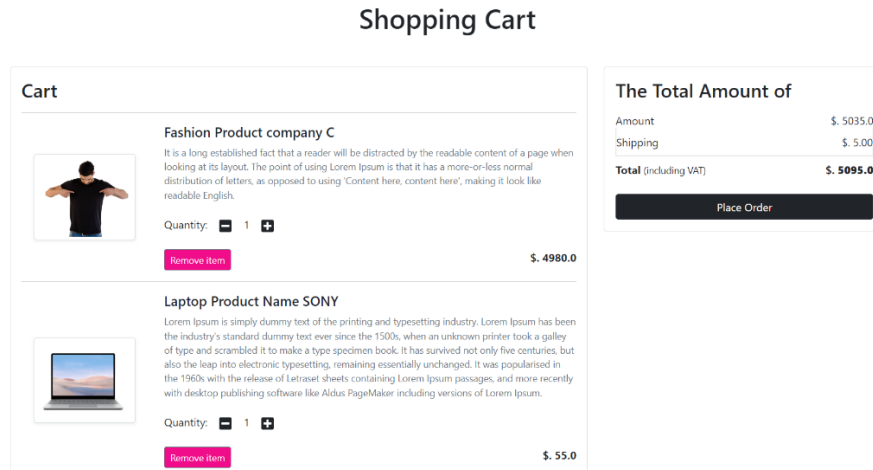 Shopping Cart
Cart
Fashion Product company C
It is a long established fact that a reader will be distracted by the readable content of a page when
looking at its layout. The point of using Lorem Ipsum is that it has a more-or-less normal
distribution of letters, as opposed to using 'Content here, content here', making it look like
readable English.
Quantity: 1
Remove item
$. 4980.0
Laptop Product Name SONY
Lorem Ipsum is simply dummy text of the printing and typesetting industry. Lorem Ipsum has been
the industry's standard dummy text ever since the 1500s, when an unknown printer took a galley
of type and scrambled it to make a type specimen book. It has survived not only five centuries, but
also the leap into electronic typesetting, remaining essentially unchanged. It was popularised in
the 1960s with the release of Letraset sheets containing Lorem Ipsum passages, and more recently
with desktop publishing software like Aldus PageMaker including versions of Lorem Ipsum.
Quantity: 1
Remove item
$. 55.0
The Total Amount of
Amount $. 5035.0
Shipping $. 5.00
Total (including VAT) $. 5095.0
Place Order